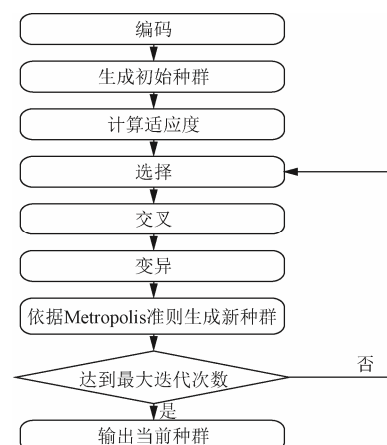 编码
生成初始种群
计算适应度
选择
交叉
变异
依据Metropolis准则生成新种群
达到最大迭代次数
否
是
输出当前种群